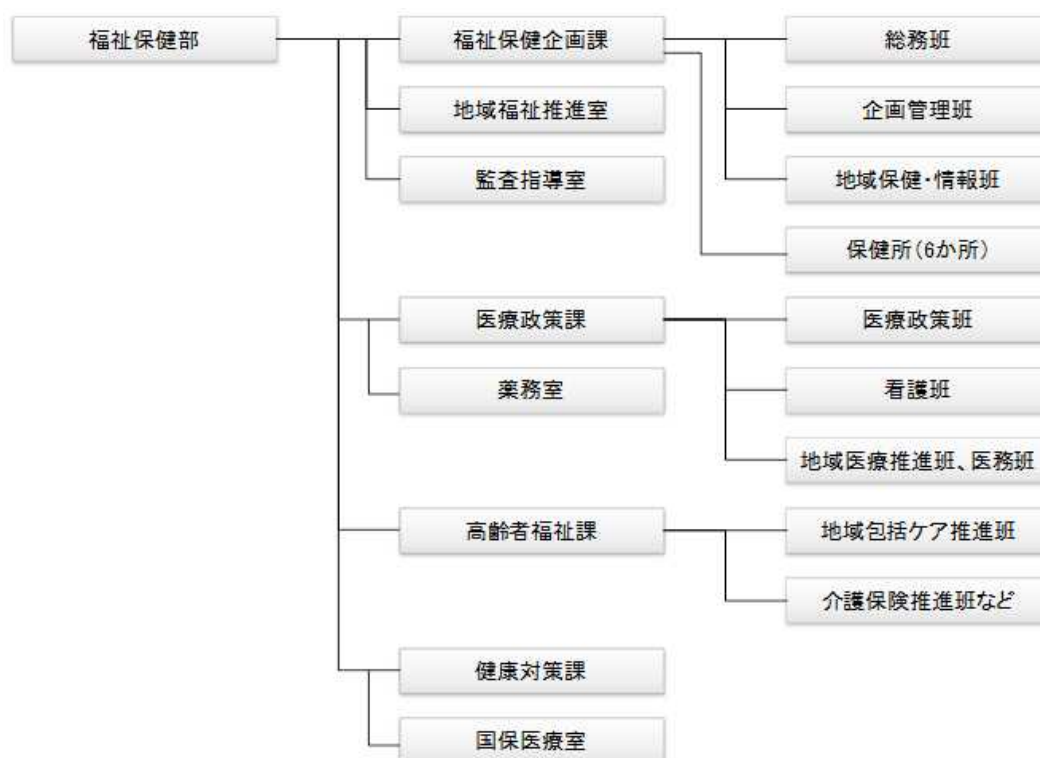 福祉保健部
福祉保健企画課
総務班
地域福祉推進室
企画管理班
監査指導室
地域保健・情報班
保健所(6か所)
医療政策課
医療政策班
薬務室
看護班
地域医療推進班、医務班
高齢者福祉課
地域包括ケア推進班
介護保険推進班など
健康対策課
国保医療室